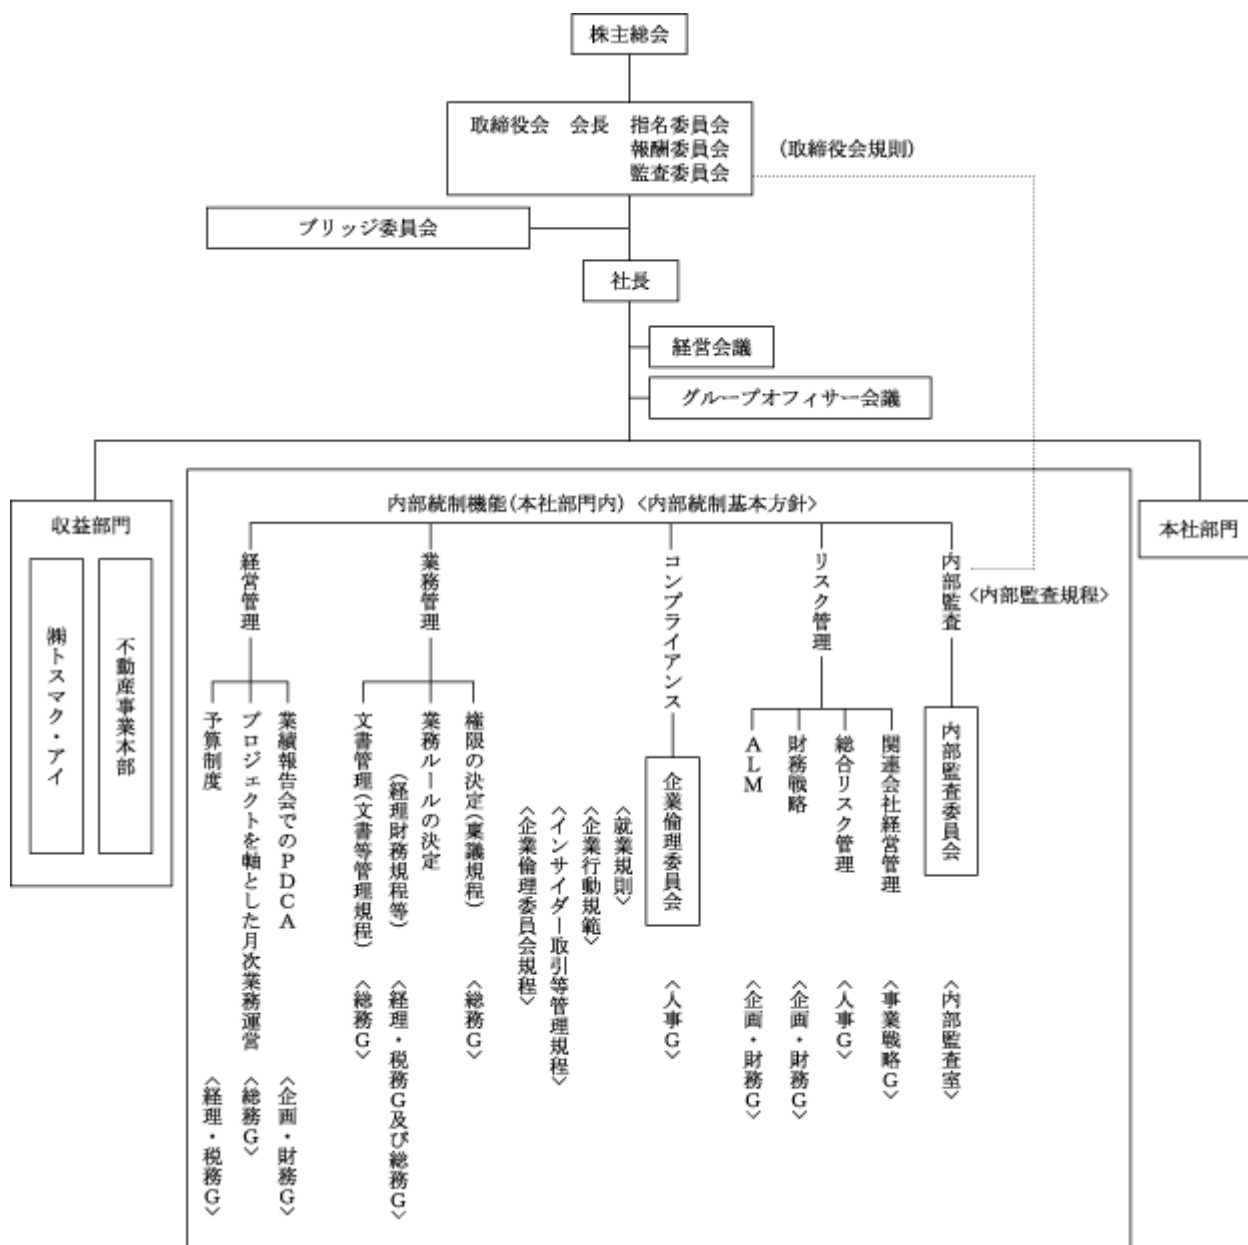 株主総会
取締役会 会長 指名委員会
報酬委員会
監査委員会
(取締役会規則)
ブリッジ委員会
社長
経営会議
グループオフィサー会議
収益部門
㈱トスマク・アイ
不動産事業本部
本社部門
内部統制機能(本社部門内)<内部統制基本方針>
経営管理
予算制度
〈経理・税務G〉
プロジェクトを軸とした月次業務運営
〈総務G〉
業績報告会でのPDCA
〈企画・財務G〉
業務管理
文書管理(文書等管理規程)
〈総務G〉
業務ルールの決定
(経理財務規程等)
〈経理・税務G及び総務G〉
権限の決定(稟議規程)
〈総務G〉
コンプライアンス
企業倫理委員会
〈就業規則〉
〈企業行動規範〉
〈インサイダー取引等管理規程〉
〈企業倫理委員会規程〉
〈人事G〉
リスク管理
ALM
〈企画・財務G〉
財務戦略
〈企画・財務G〉
総合リスク管理
〈人事G〉
関連会社経営管理
〈事業戦略G〉
内部監査
<内部監査規程>
内部監査委員会
〈内部監査室〉